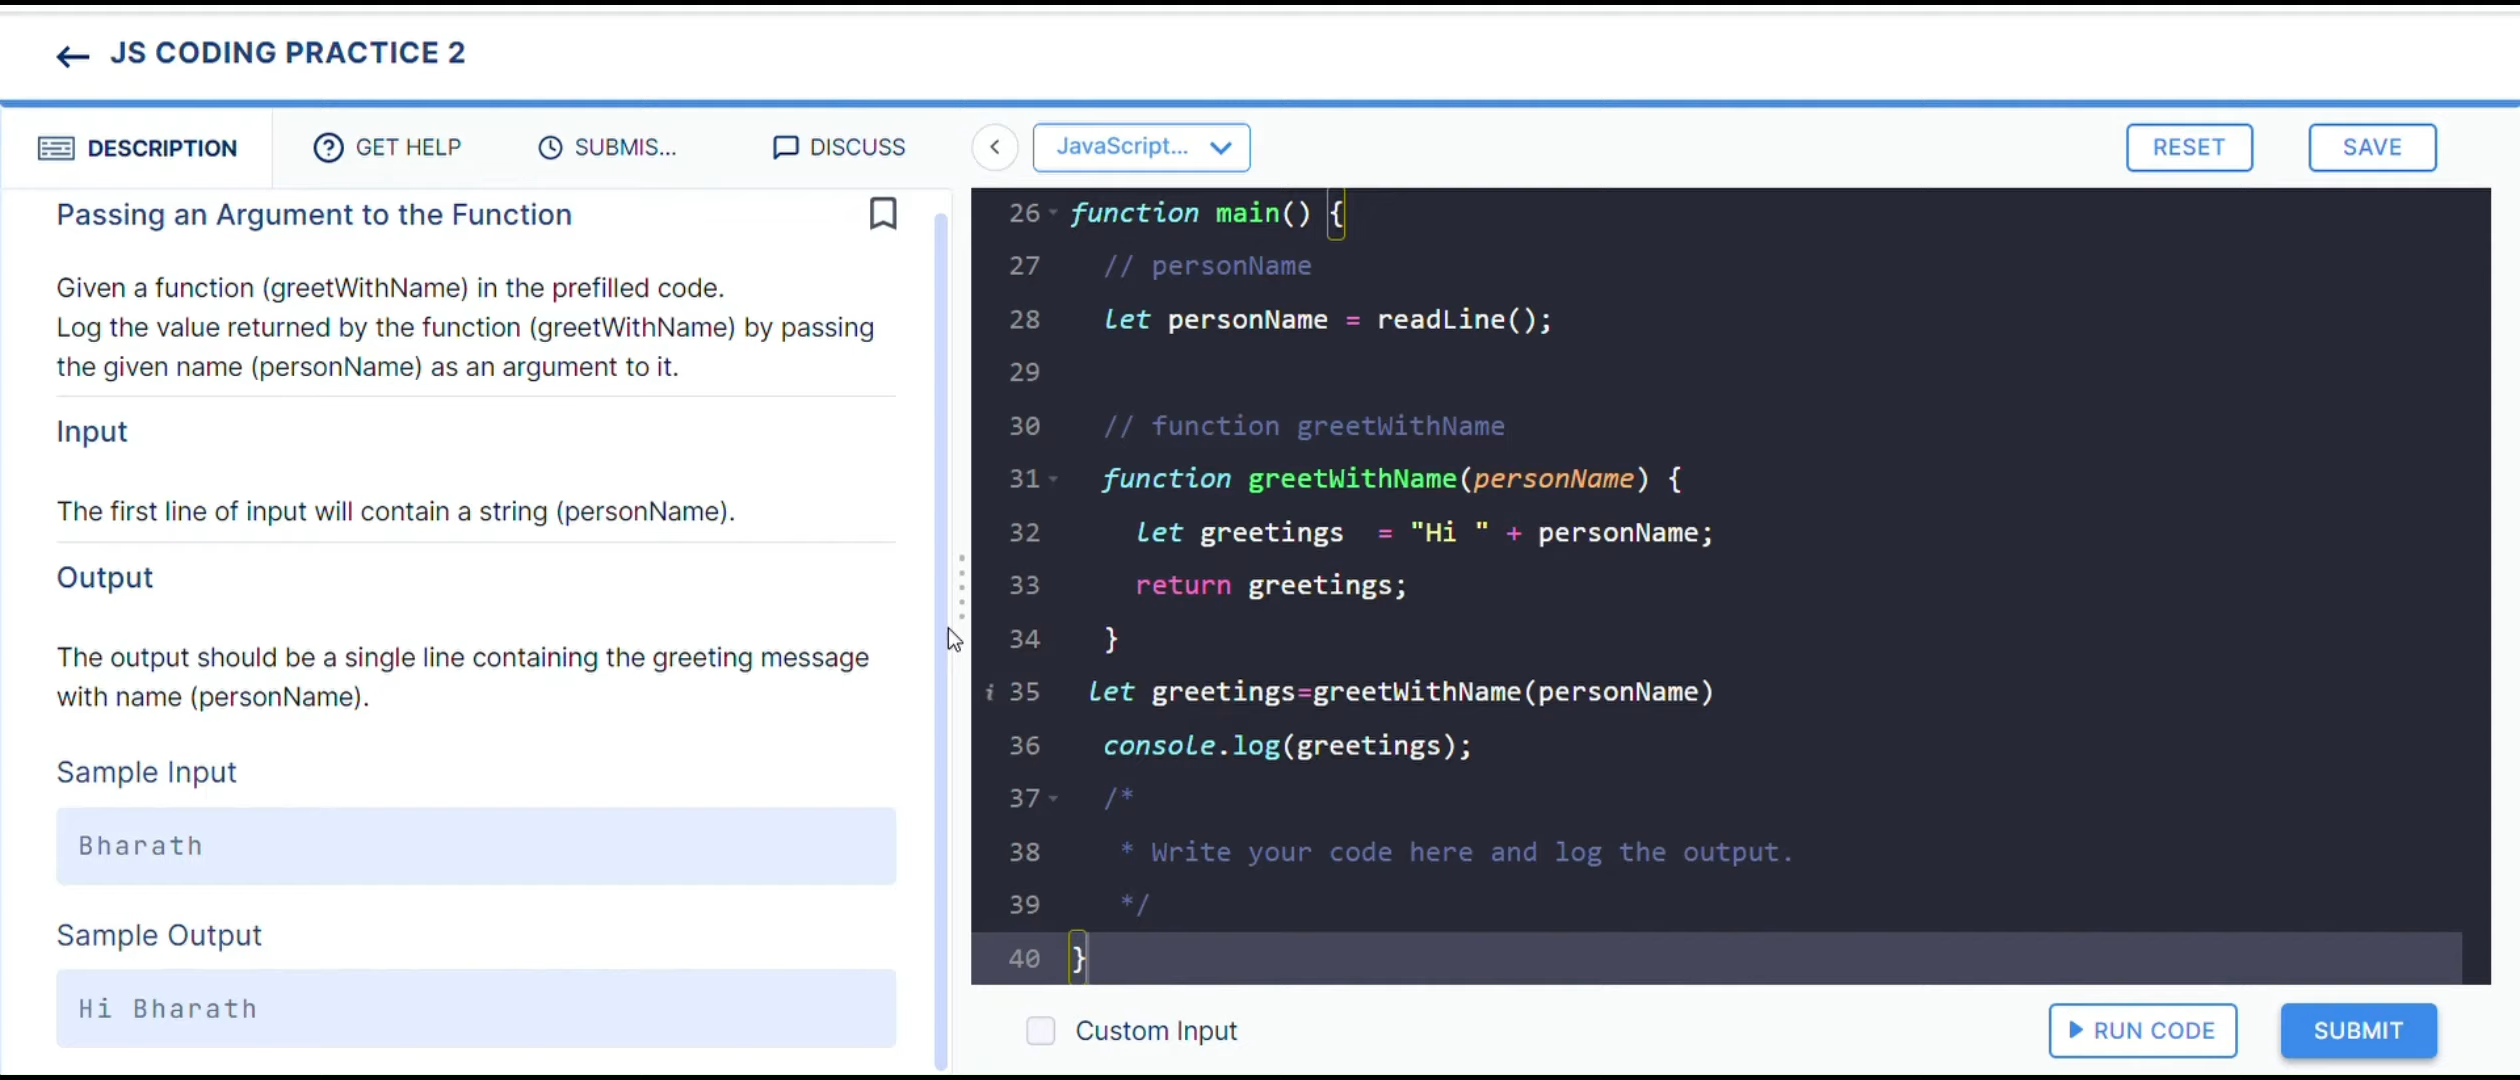 JS CODING PRACTICE 2
DESCRIPTION
GET HELP
SUBMIS...
DISCUSS
JavaScript...
RESET
SAVE
Passing an Argument to the Function
Given a function (greetWithName) in the prefilled code.
Log the value returned by the function (greetWithName) by passing
the given name (personName) as an argument to it.
Input
The first line of input will contain a string (personName).
Output
The output should be a single line containing the greeting message
with name (personName).
Sample Input
Bharath
Sample Output
Hi Bharath
26 function main() {
27 // personName
28 let personName = readLine();
29
30 // function greetWithName
31 function greetWithName(personName) {
32 let greetings  = "Hi " + personName;
33 return greetings;
34 }
i 35 let greetings=greetWithName(personName)
36 console.log(greetings);
37 /*
38 * Write your code here and log the output.
39 */
40 }
Custom Input
RUN CODE
SUBMIT